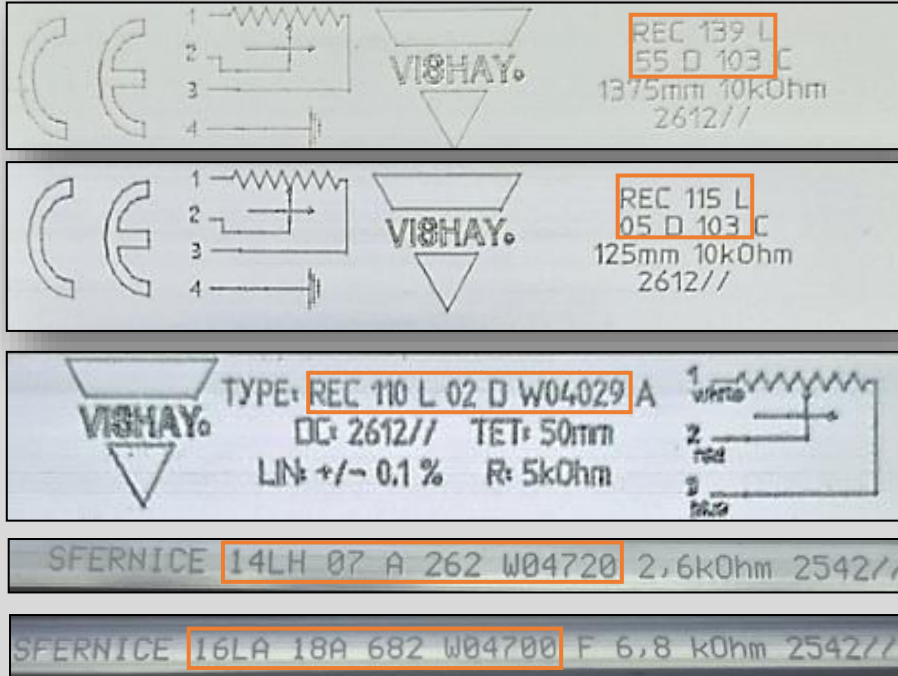 CE
1
2
3
4
VISHAY.
REC 139 L
55 D 103 C
1375mm 10kOhm
2612//
CE
1
2
3
4
VISHAY.
REC 115 L
05 D 103 C
125mm 10kOhm
2612//
VISHAY.
TYPE: REC 110 L 02 D W04029 A
DC: 2612// TET: 50mm
LIN: +/- 0.1 % R: 5kOhm
1
white
2
red
3
blue
SFERNICE 14LH 07 A 262 W04720 2,6kOhm 2542//
SFERNICE 16LA 18A 682 W04700 F 6,8 kOhm 2542//